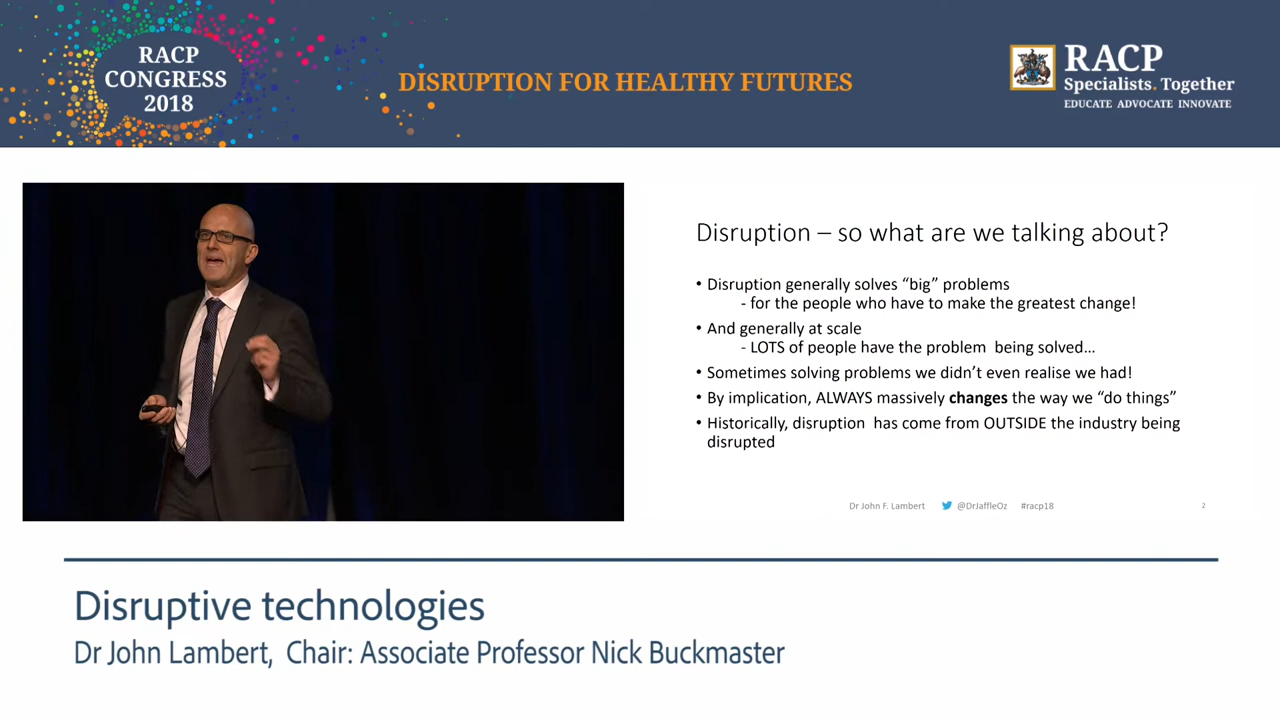 RACP
CONGRESS
2018
DISRUPTION FOR HEALTHY FUTURES
RACP
Specialists. Together
EDUCATE ADVOCATE INNOVATE
Disruption – so what are we talking about?
• Disruption generally solves “big” problems
- for the people who have to make the greatest change!
• And generally at scale
- LOTS of people have the problem being solved…
• Sometimes solving problems we didn’t even realise we had!
• By implication, ALWAYS massively changes the way we “do things”
• Historically, disruption has come from OUTSIDE the industry being
disrupted
Dr John F. Lambert @DrJaffleOz #racp18 2
Disruptive technologies
Dr John Lambert, Chair: Associate Professor Nick Buckmaster